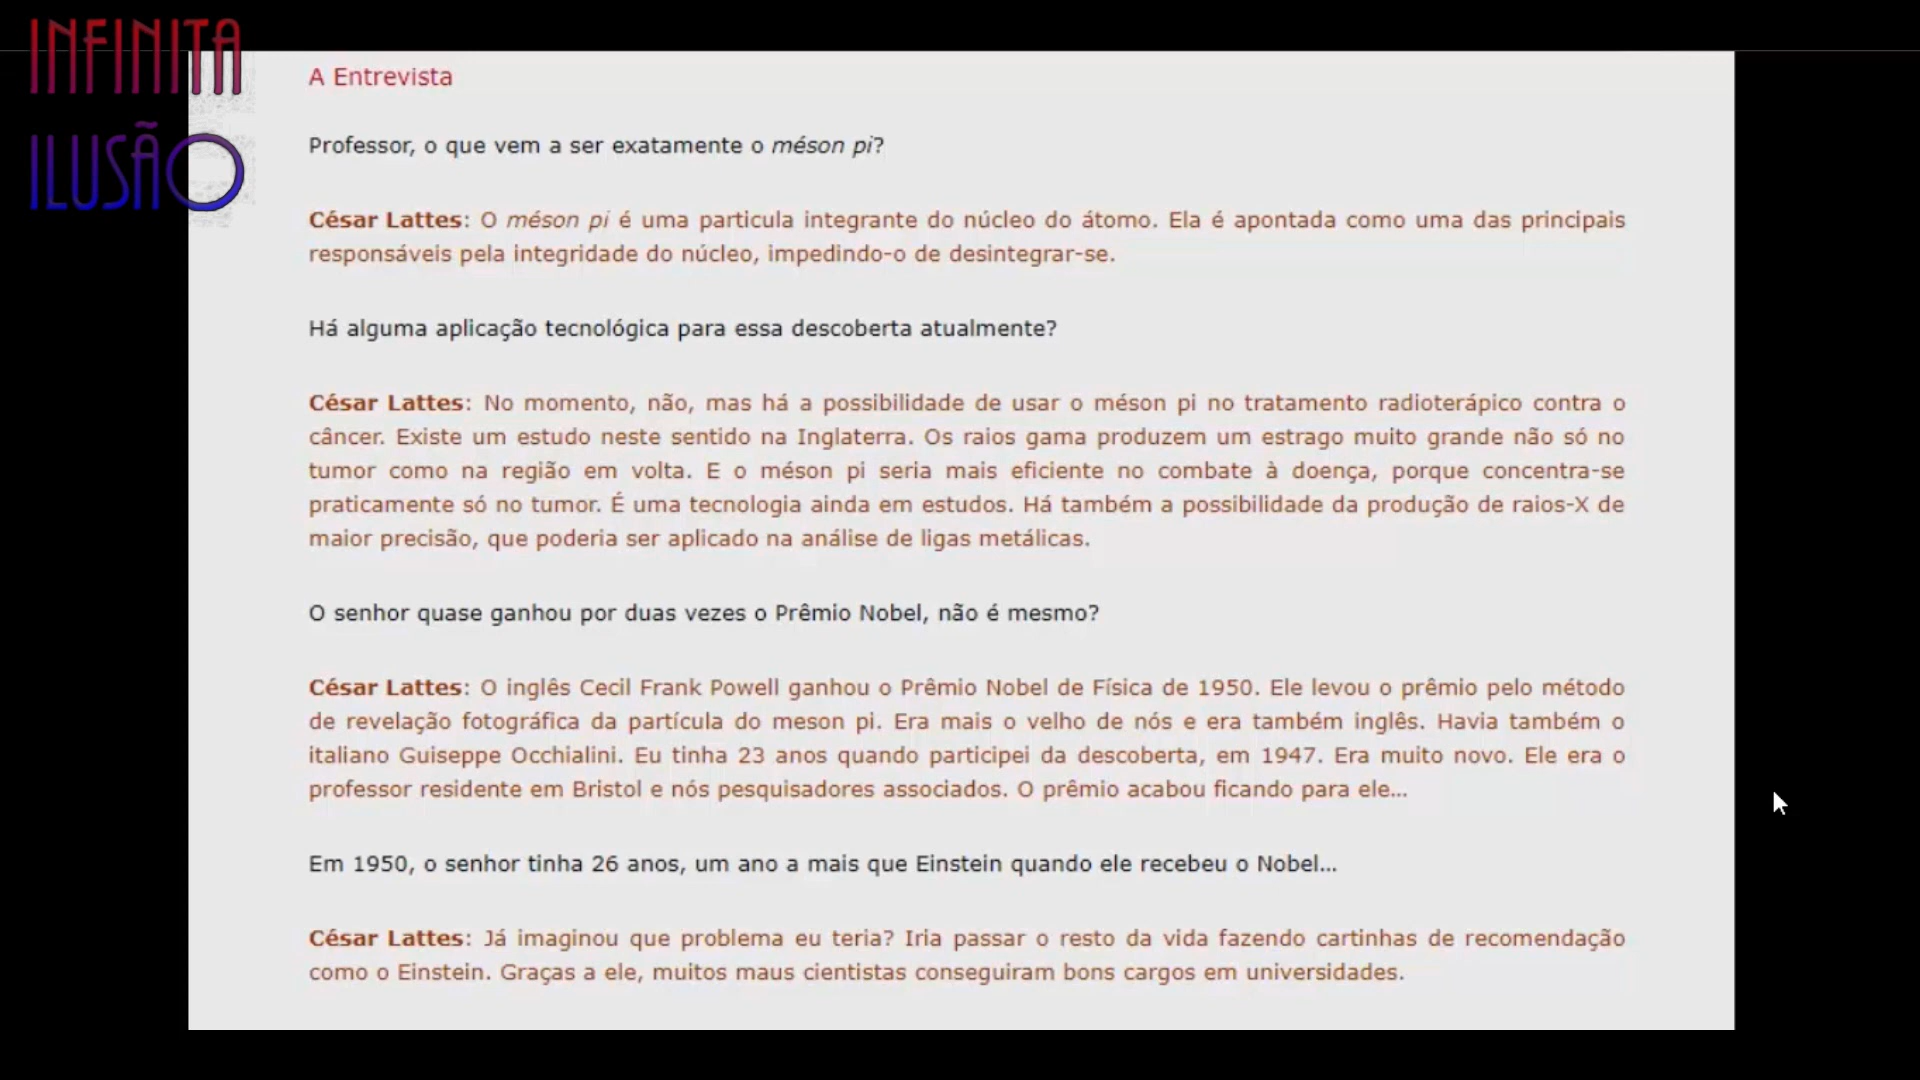 INFINITA
ILUSÃO
A Entrevista
Professor, o que vem a ser exatamente o méson pi?
César Lattes: O méson pi é uma particula integrante do núcleo do átomo. Ela é apontada como uma das principais
responsáveis pela integridade do núcleo, impedindo-o de desintegrar-se.
Há alguma aplicação tecnológica para essa descoberta atualmente?
César Lattes: No momento, não, mas há a possibilidade de usar o méson pi no tratamento radioterápico contra o
câncer. Existe um estudo neste sentido na Inglaterra. Os raios gama produzem um estrago muito grande não só no
tumor como na região em volta. E o méson pi seria mais eficiente no combate à doença, porque concentra-se
praticamente só no tumor. É uma tecnologia ainda em estudos. Há também a possibilidade da produção de raios-X de
maior precisão, que poderia ser aplicado na análise de ligas metálicas.
O senhor quase ganhou por duas vezes o Prêmio Nobel, não é mesmo?
César Lattes: O inglês Cecil Frank Powell ganhou o Prêmio Nobel de Física de 1950. Ele levou o prêmio pelo método
de revelação fotográfica da partícula do meson pi. Era mais o velho de nós e era também inglês. Havia também o
italiano Guiseppe Occhialini. Eu tinha 23 anos quando participei da descoberta, em 1947. Era muito novo. Ele era o
professor residente em Bristol e nós pesquisadores associados. O prêmio acabou ficando para ele...
Em 1950, o senhor tinha 26 anos, um ano a mais que Einstein quando ele recebeu o Nobel...
César Lattes: Já imaginou que problema eu teria? Iria passar o resto da vida fazendo cartinhas de recomendação
como o Einstein. Graças a ele, muitos maus cientistas conseguiram bons cargos em universidades.